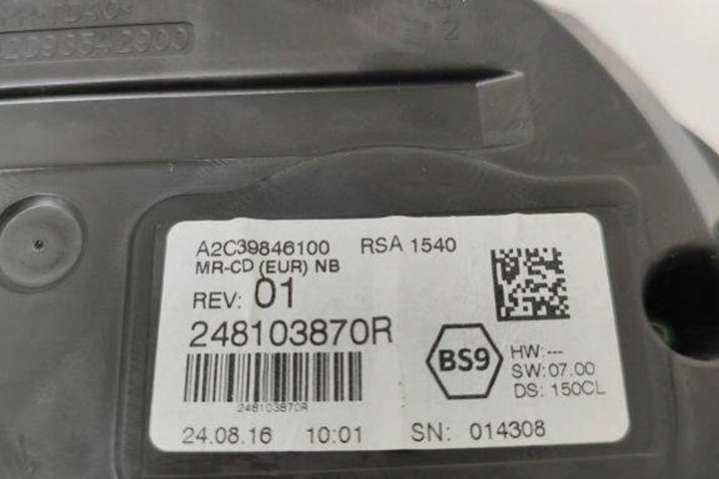 2
A2C39846100 RSA 1540
MR-CD (EUR) NB
REV: 01
248103870R
BS9
HW:---
SW:07.00
DS: 150CL
248103870R
24.08.16 10:01 SN: 014308